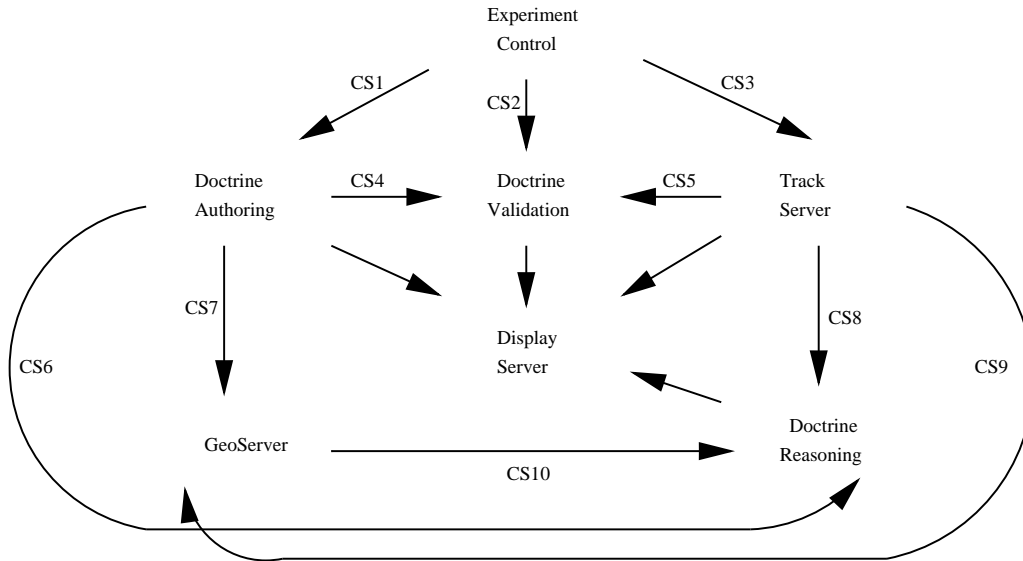 Experiment
Control
CS1
CS2
CS3
Doctrine
Authoring
CS4
Doctrine
Validation
CS5
Track
Server
CS7
CS8
Display
Server
CS6
CS9
GeoServer
CS10
Doctrine
Reasoning